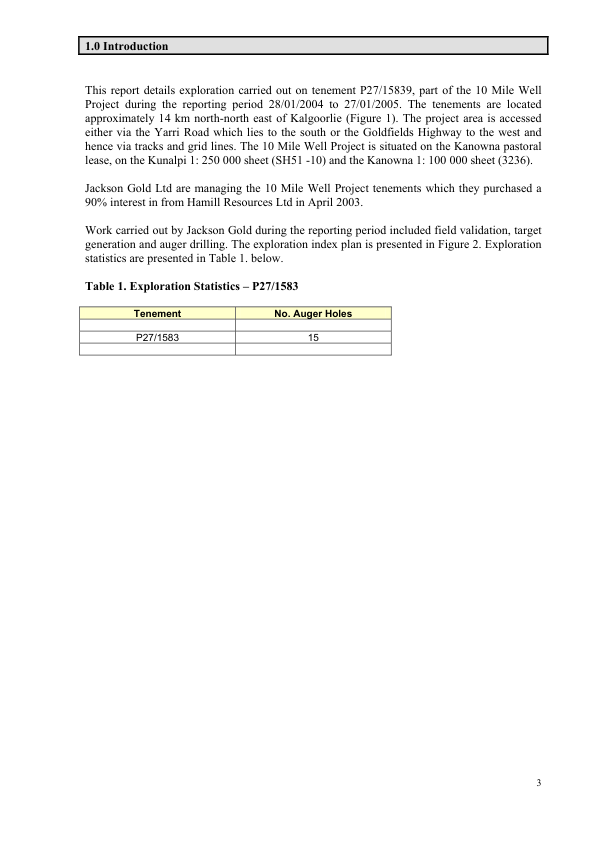 1.0 Introduction
This report details exploration carried out on tenement P27/15839, part of the 10 Mile Well
Project during the reporting period 28/01/2004 to 27/01/2005. The tenements are located
approximately 14 km north-north east of Kalgoorlie (Figure 1). The project area is accessed
either via the Yarri Road which lies to the south or the Goldfields Highway to the west and
hence via tracks and grid lines. The 10 Mile Well Project is situated on the Kanowna pastoral
lease, on the Kunalpi 1: 250 000 sheet (SH51 -10) and the Kanowna 1: 100 000 sheet (3236).
Jackson Gold Ltd are managing the 10 Mile Well Project tenements which they purchased a
90% interest in from Hamill Resources Ltd in April 2003.
Work carried out by Jackson Gold during the reporting period included field validation, target
generation and auger drilling. The exploration index plan is presented in Figure 2. Exploration
statistics are presented in Table 1. below.
Table 1. Exploration Statistics – P27/1583
Tenement No. Auger Holes
P27/1583 15
3